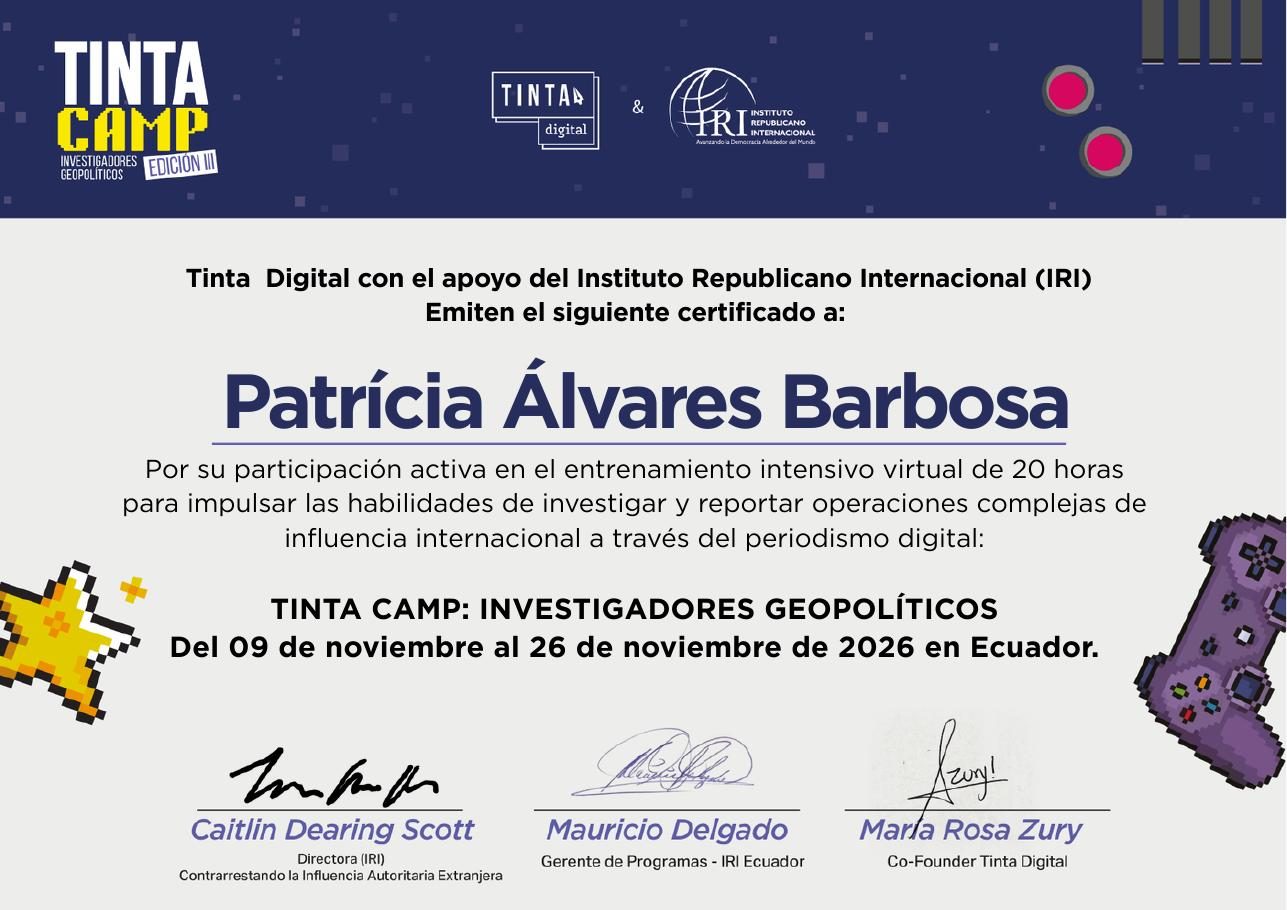 TINTA
CAMP
INVESTIGADORES
GEOPOLÍTICOS
EDICIÓN III
TINTA
digital
&
IRI
INSTITUTO
REPUBLICANO
INTERNACIONAL
Avanzando la Democracia Alrededor del Mundo
Tinta Digital con el apoyo del Instituto Republicano Internacional (IRI)
Emiten el siguiente certificado a:
Patrícia Álvares Barbosa
Por su participación activa en el entrenamiento intensivo virtual de 20 horas
para impulsar las habilidades de investigar y reportar operaciones complejas de
influencia internacional a través del periodismo digital:
TINTA CAMP: INVESTIGADORES GEOPOLÍTICOS
Del 09 de noviembre al 26 de noviembre de 2026 en Ecuador.
Zury!
Caitlin Dearing Scott
Directora (IRI)
Contrarrestando la Influencia Autoritaria Extranjera
Mauricio Delgado
Gerente de Programas - IRI Ecuador
María Rosa Zury
Co-Founder Tinta Digital